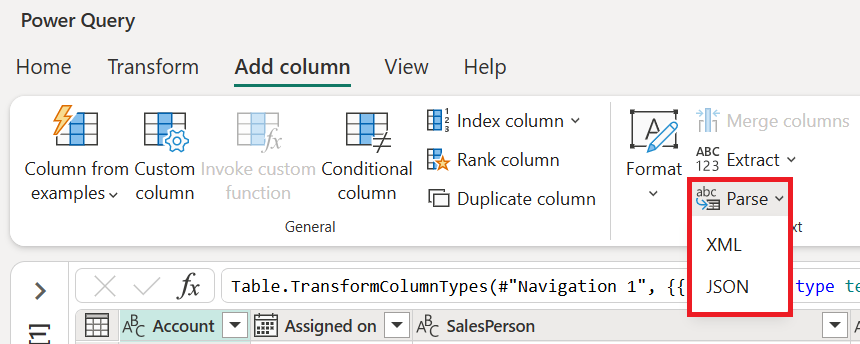 Power Query
Home Transform Add column View Help
Column from
examples
Custom
column
Invoke custom
function
Conditional
column
Index column
Rank column
Duplicate column
General
Format
Merge columns
ABC
123
Extract
abc
Parse
XML
JSON
fx
Table.TransformColumnTypes(#"Navigation 1", {{
type te
[1]
ABC Account
Assigned on
ABC SalesPerson